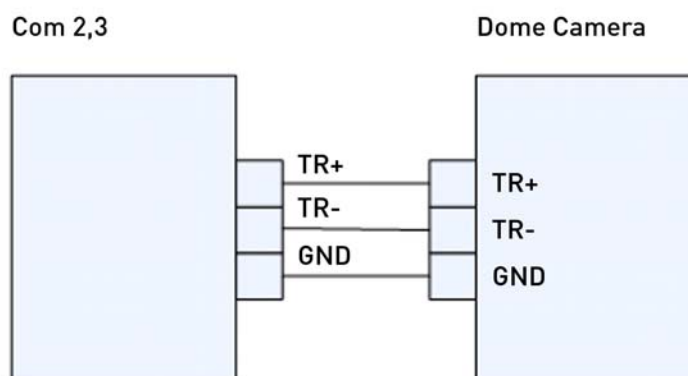 Com 2,3
Dome Camera
TR+
TR+
TR-
TR-
GND
GND